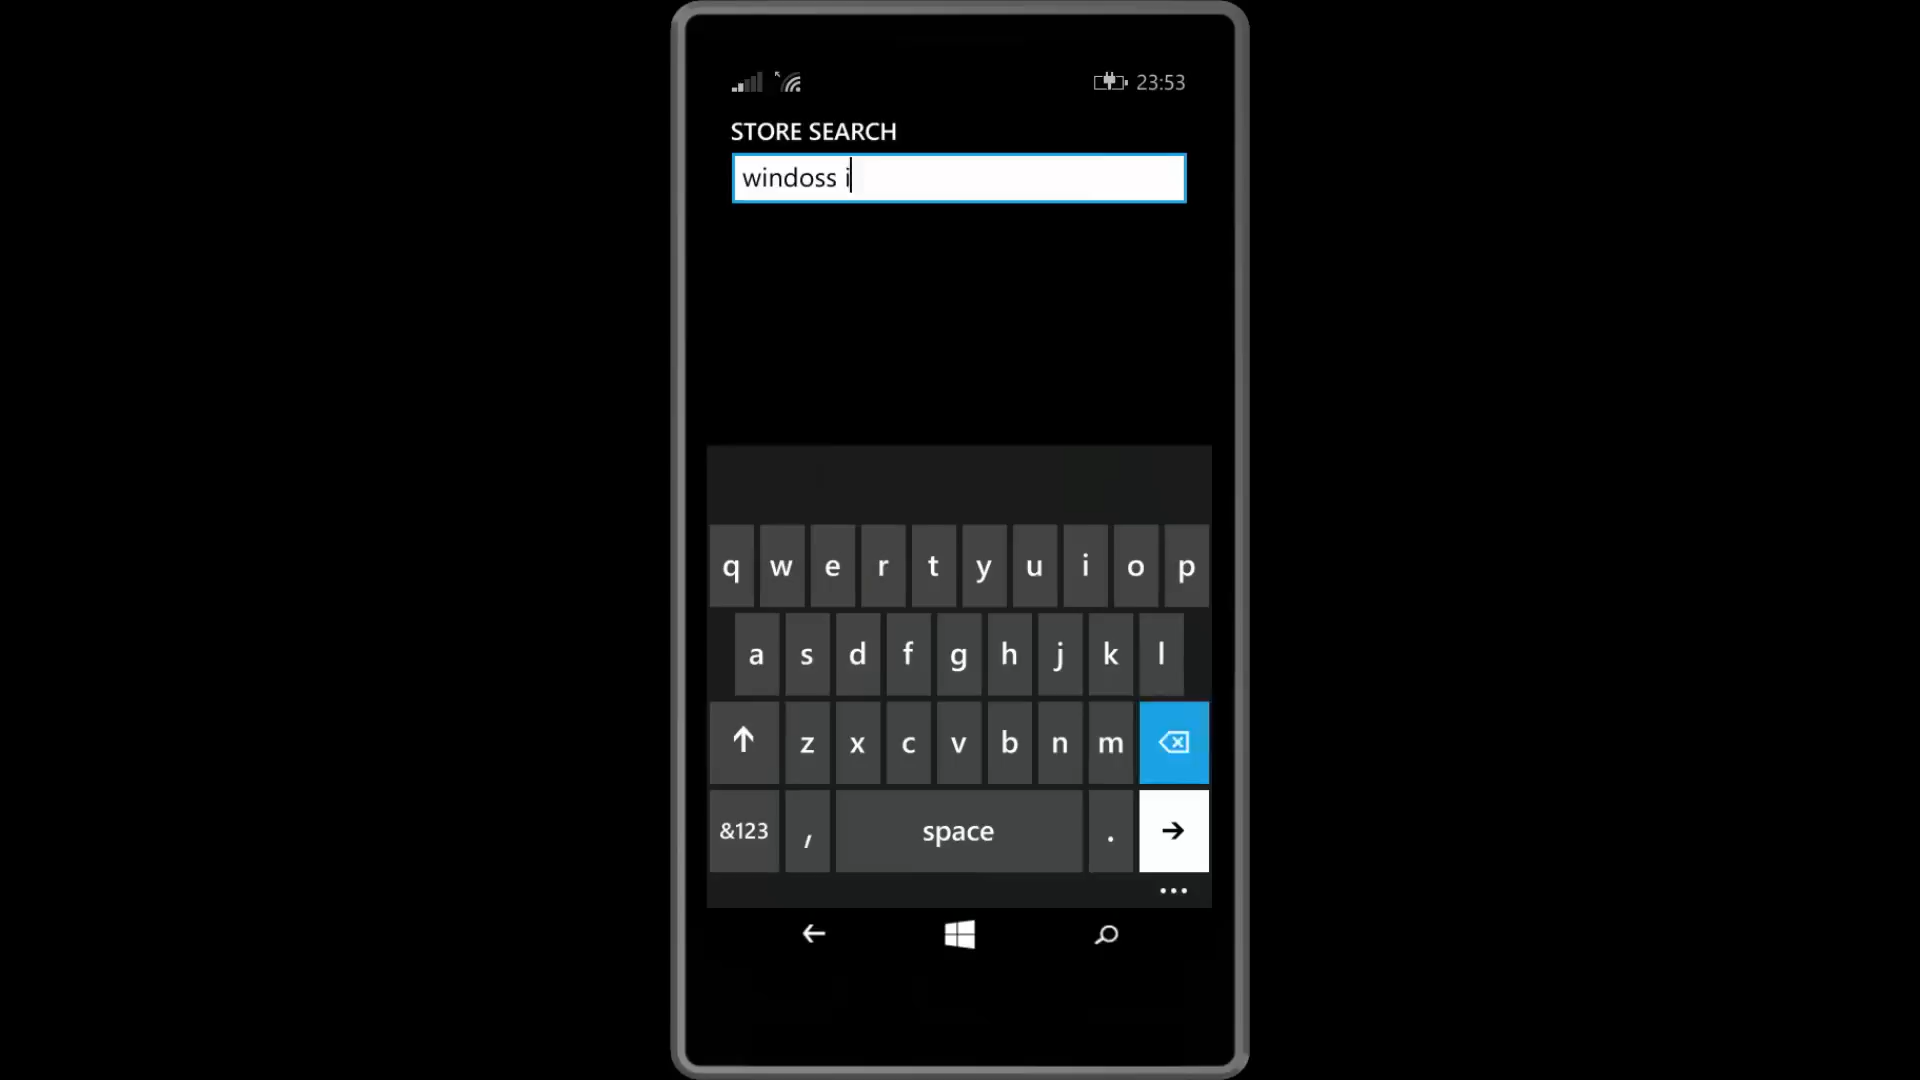 23:53
STORE SEARCH
windoss i
q w e r t y u i o p
a s d f g h j k l
z x c v b n m
&123 , space .